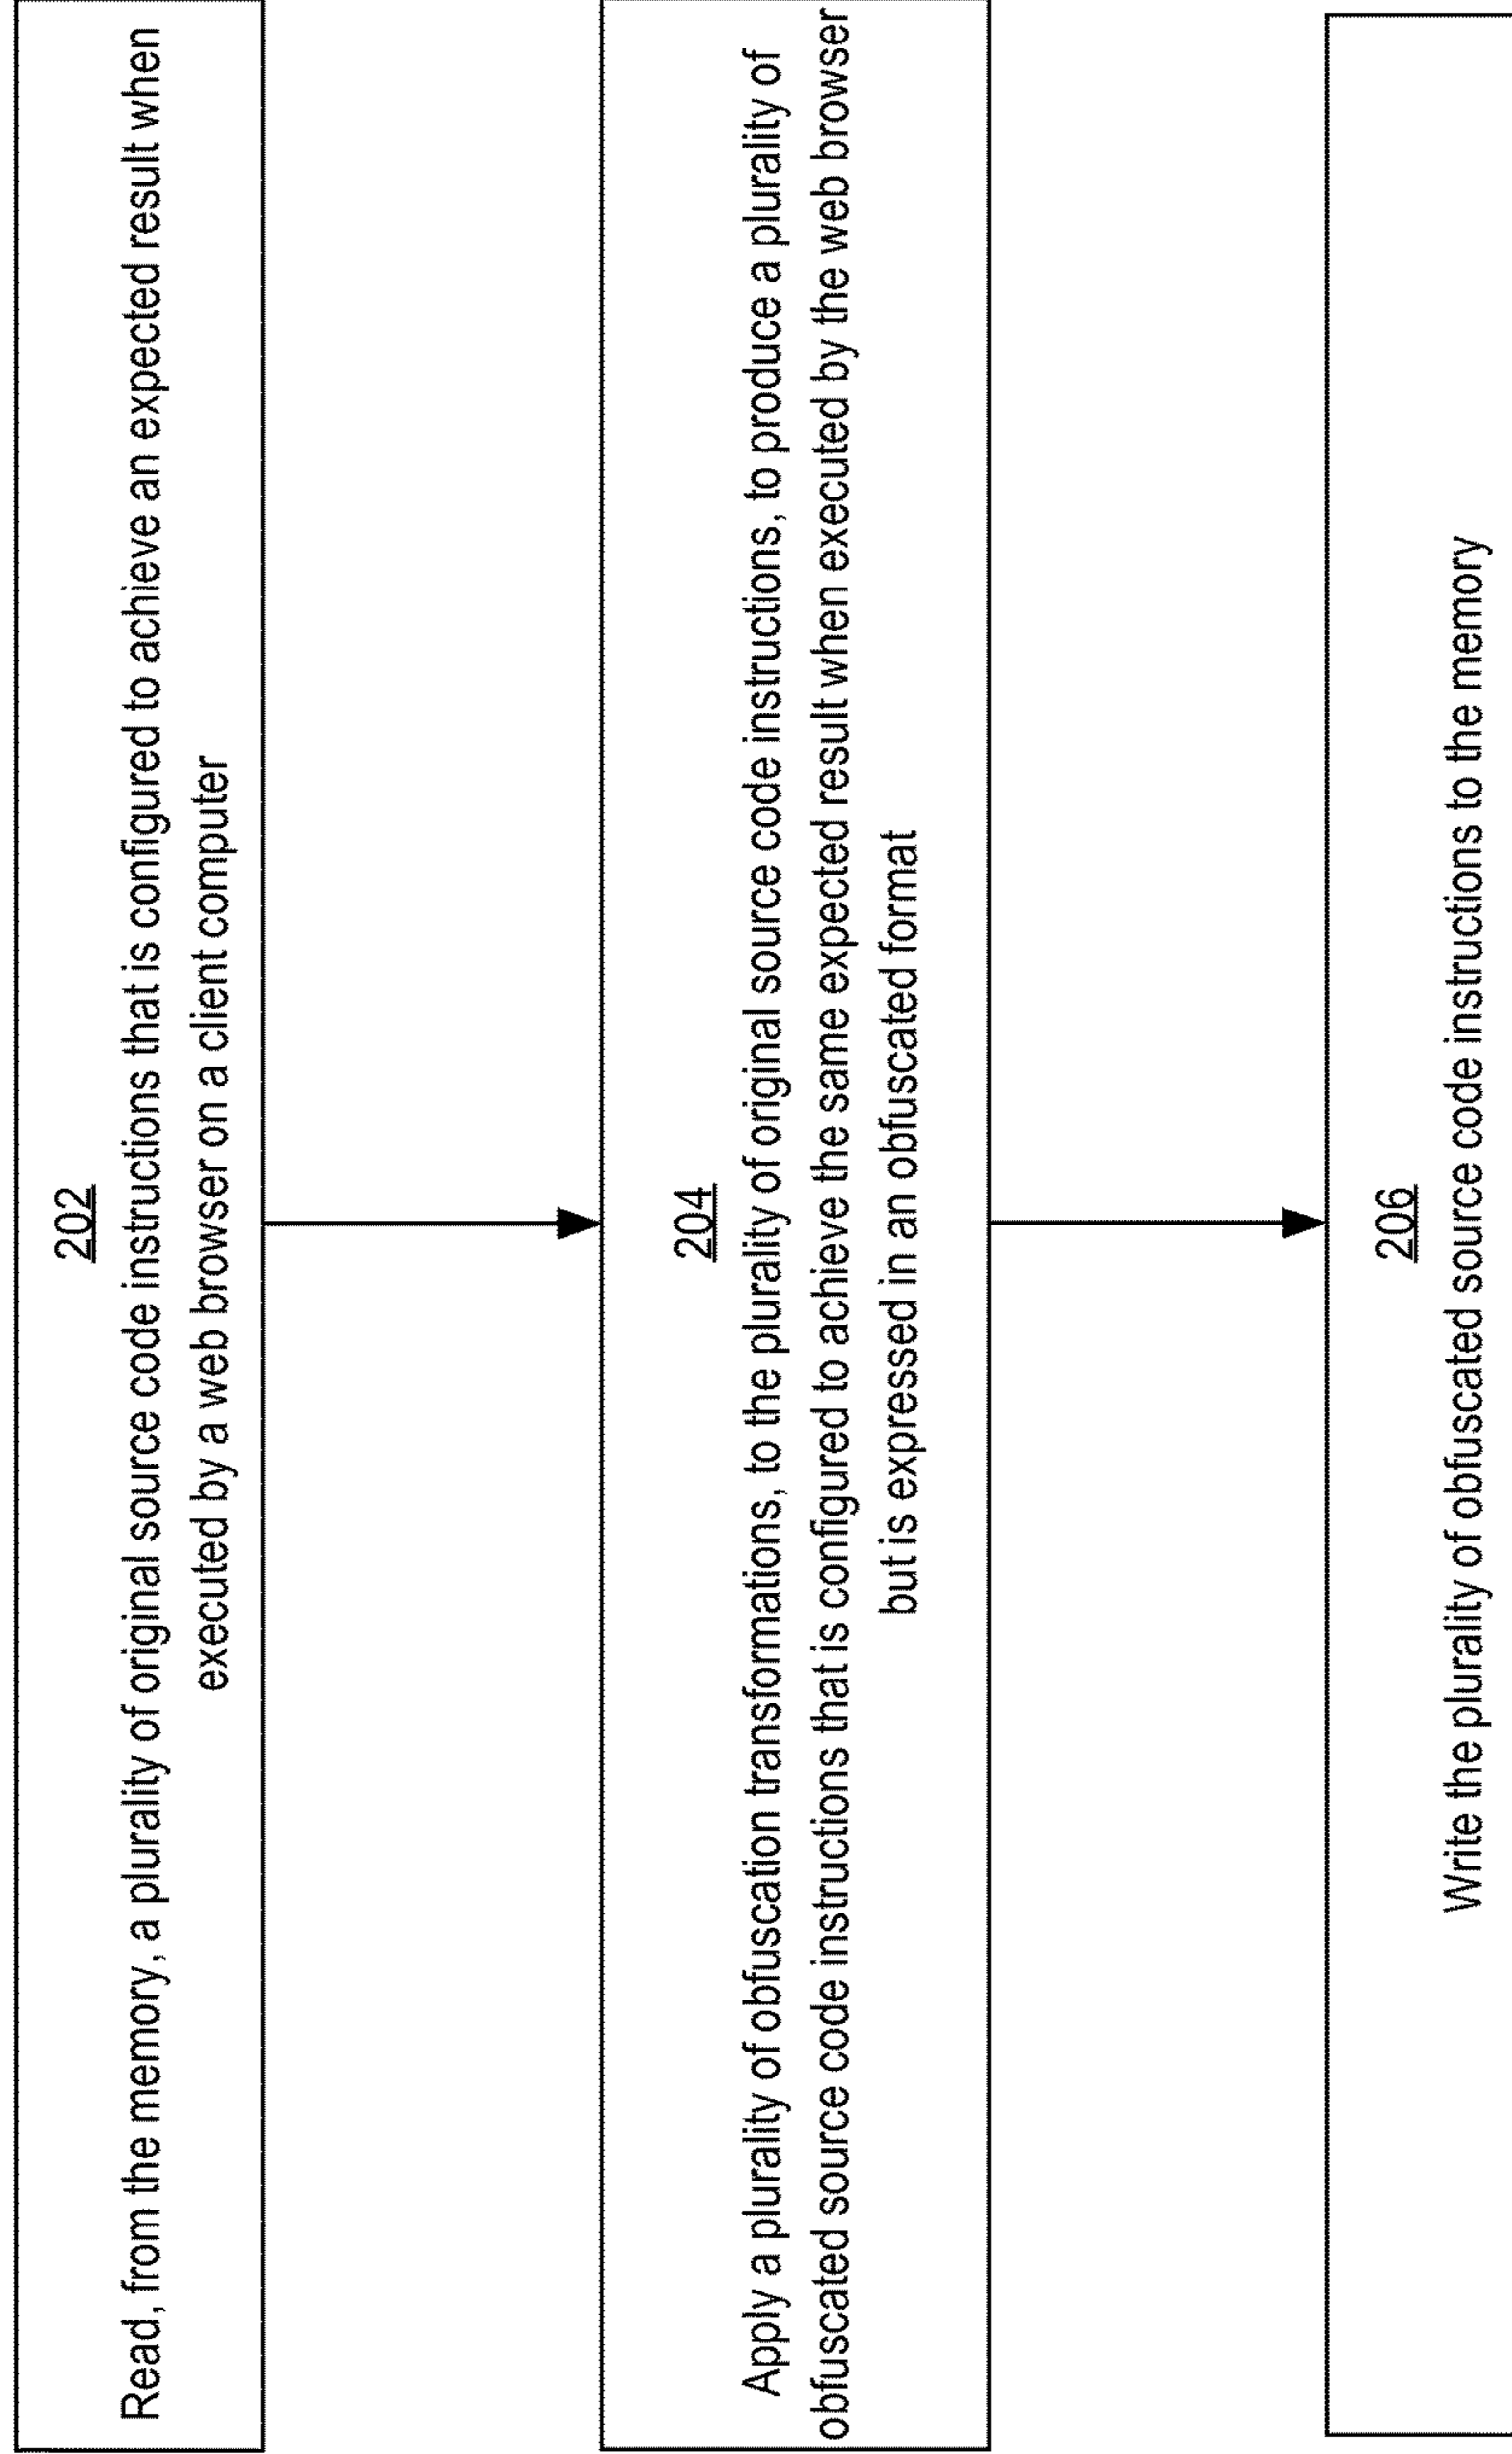 202
Read, from the memory, a plurality of original source code instructions that is configured to achieve an expected result when
executed by a web browser on a client computer
204
Apply a plurality of obfuscation transformations, to the plurality of original source code instructions, to produce a plurality of
obfuscated source code instructions that is configured to achieve the same expected result when executed by the web browser
but is expressed in an obfuscated format
206
Write the plurality of obfuscated source code instructions to the memory